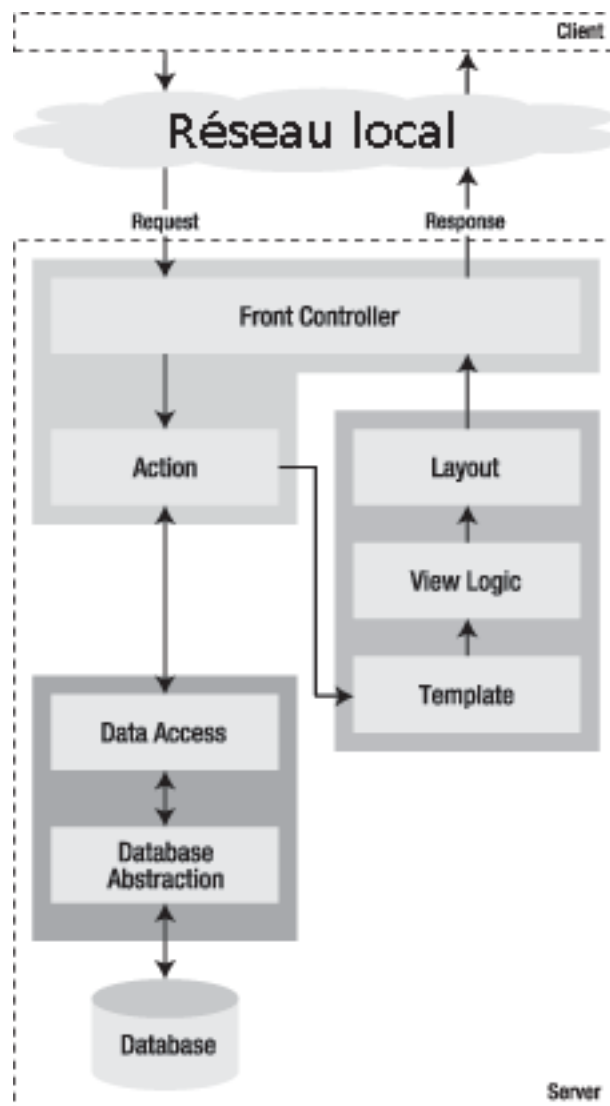 Client
Réseau local
Request
Response
Front Controller
Action
Layout
View Logic
Template
Data Access
Database
Abstraction
Database
Server